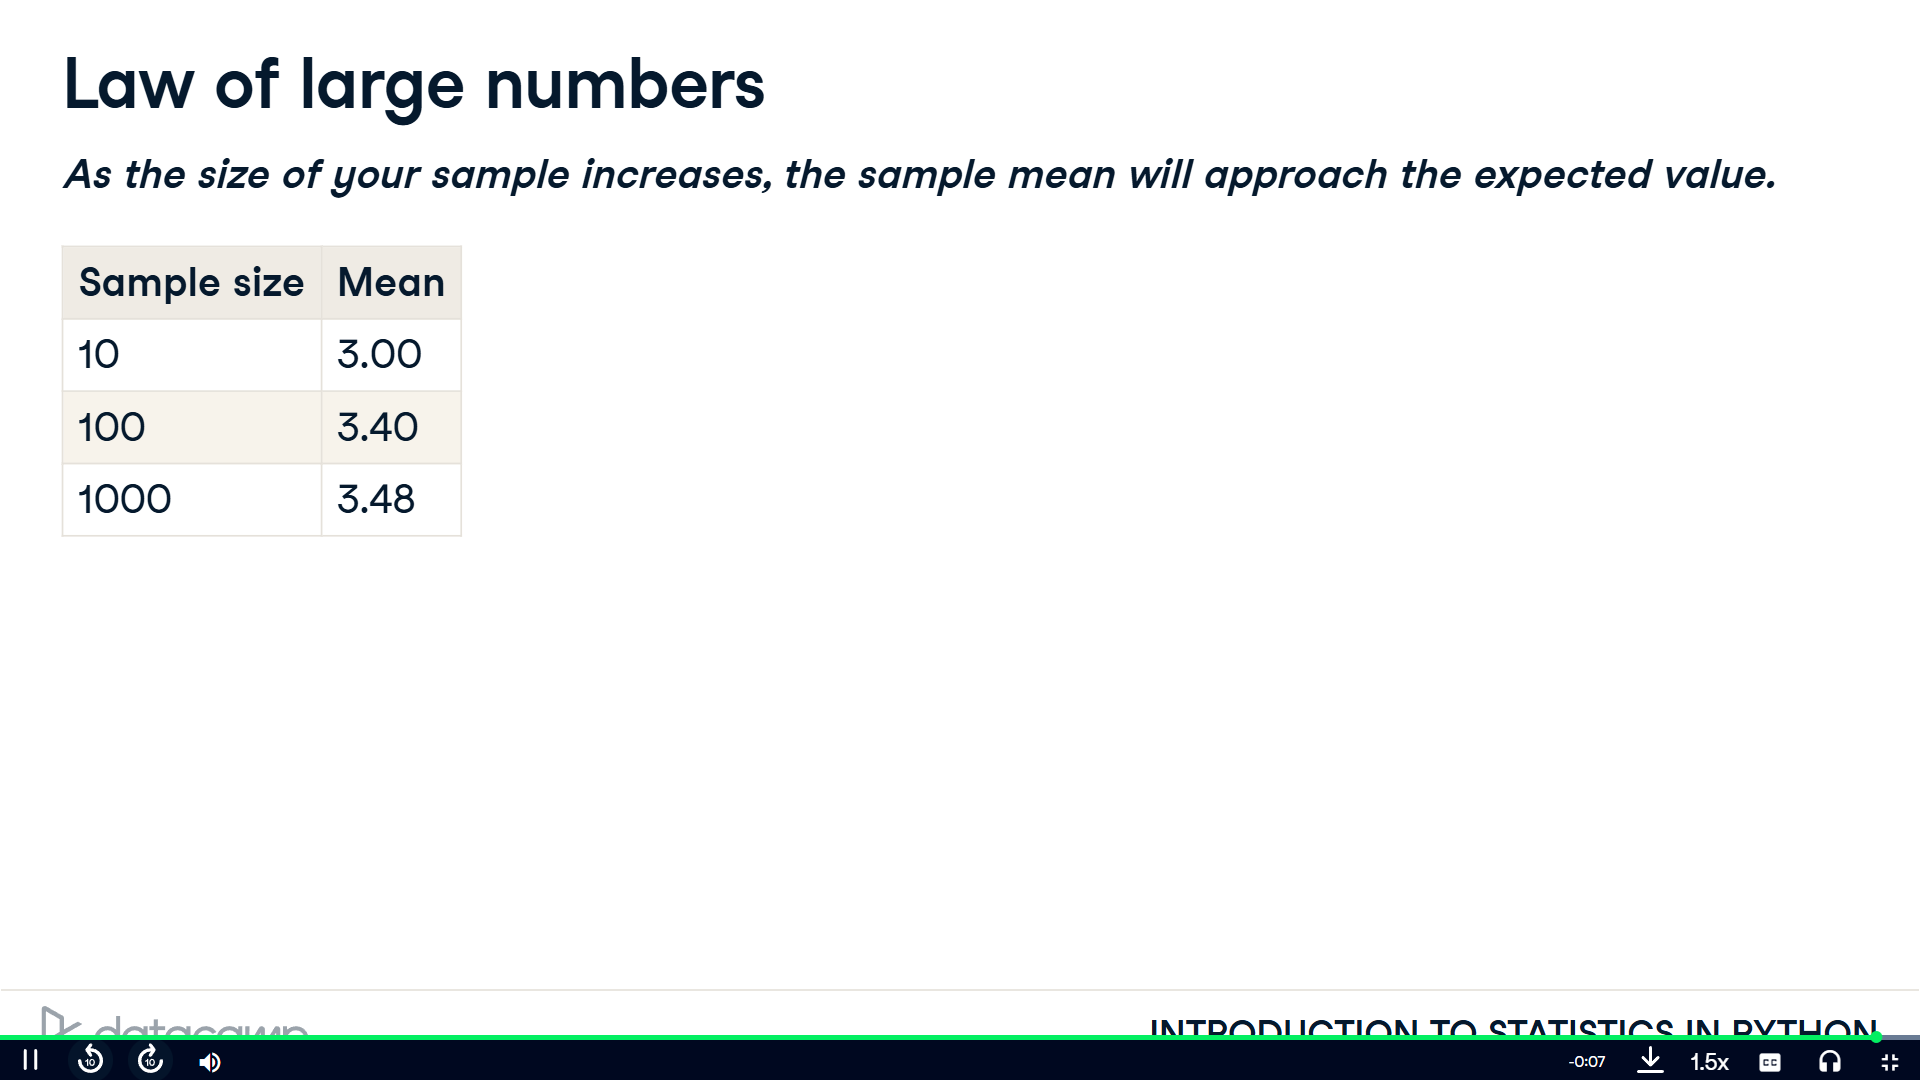 Law of large numbers
As the size of your sample increases, the sample mean will approach the expected value.
Sample size Mean
10 3.00
100 3.40
1000 3.48
datacamp INTRODUCTION TO STATISTICS IN PYTHON
10 10 -0:07 1.5x CC